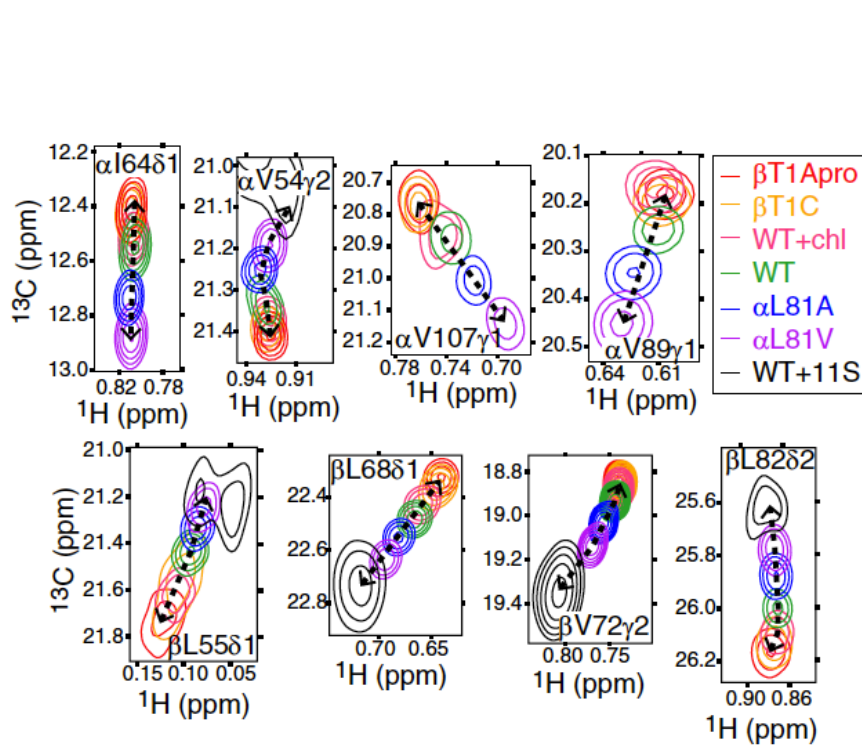 αI64δ1
12.2
12.4
12.6
12.8
13.0
0.82 0.78
¹H (ppm)
¹³C (ppm)
αV54γ2
21.0
21.1
21.2
21.3
21.4
0.94 0.91
¹H (ppm)
αV107γ1
20.7
20.8
20.9
21.0
21.1
21.2
0.78 0.74 0.70
¹H (ppm)
αV89γ1
20.1
20.2
20.3
20.4
20.5
0.64 0.61
¹H (ppm)
βT1Apro
βT1C
WT+chl
WT
αL81A
αL81V
WT+11S
βL55δ1
21.0
21.2
21.4
21.6
21.8
0.15 0.10 0.05
¹H (ppm)
¹³C (ppm)
βL68δ1
22.4
22.6
22.8
0.70 0.65
¹H (ppm)
βV72γ2
18.8
19.0
19.2
19.4
0.80 0.75
¹H (ppm)
βL82δ2
25.6
25.8
26.0
26.2
0.90 0.86
¹H (ppm)